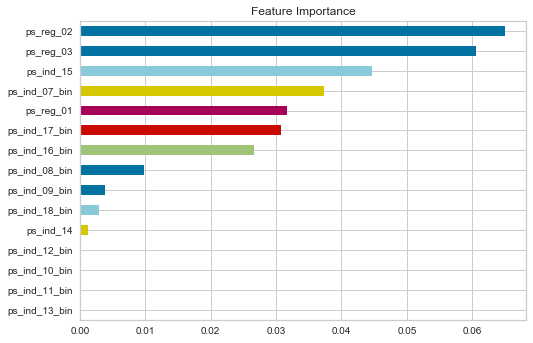 Feature Importance
ps_reg_02
ps_reg_03
ps_ind_15
ps_ind_07_bin
ps_reg_01
ps_ind_17_bin
ps_ind_16_bin
ps_ind_08_bin
ps_ind_09_bin
ps_ind_18_bin
ps_ind_14
ps_ind_12_bin
ps_ind_10_bin
ps_ind_11_bin
ps_ind_13_bin
0.00 0.01 0.02 0.03 0.04 0.05 0.06